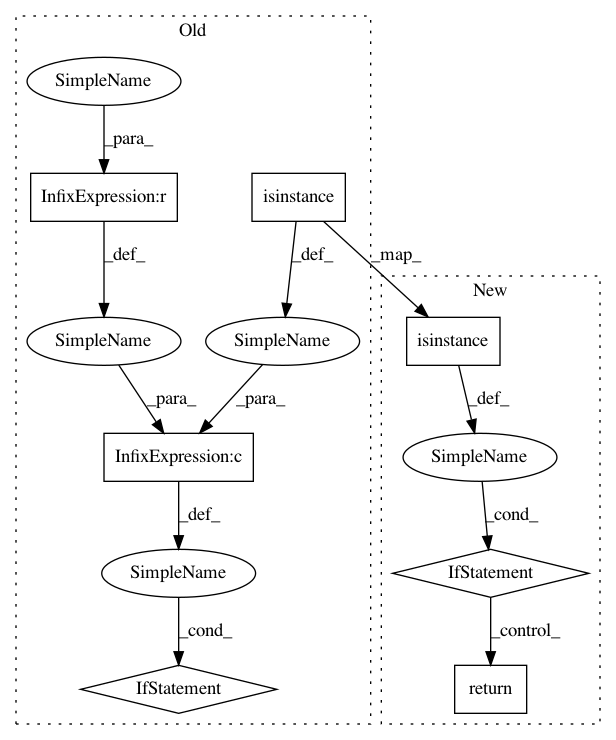 Old
SimpleName
_para_
InfixExpression:r
isinstance
_def_
_def_
_map_
New
SimpleName
SimpleName
isinstance
_para_
_para_
_def_
InfixExpression:c
SimpleName
_def_
_cond_
SimpleName
IfStatement
_cond_
_control_
IfStatement
return